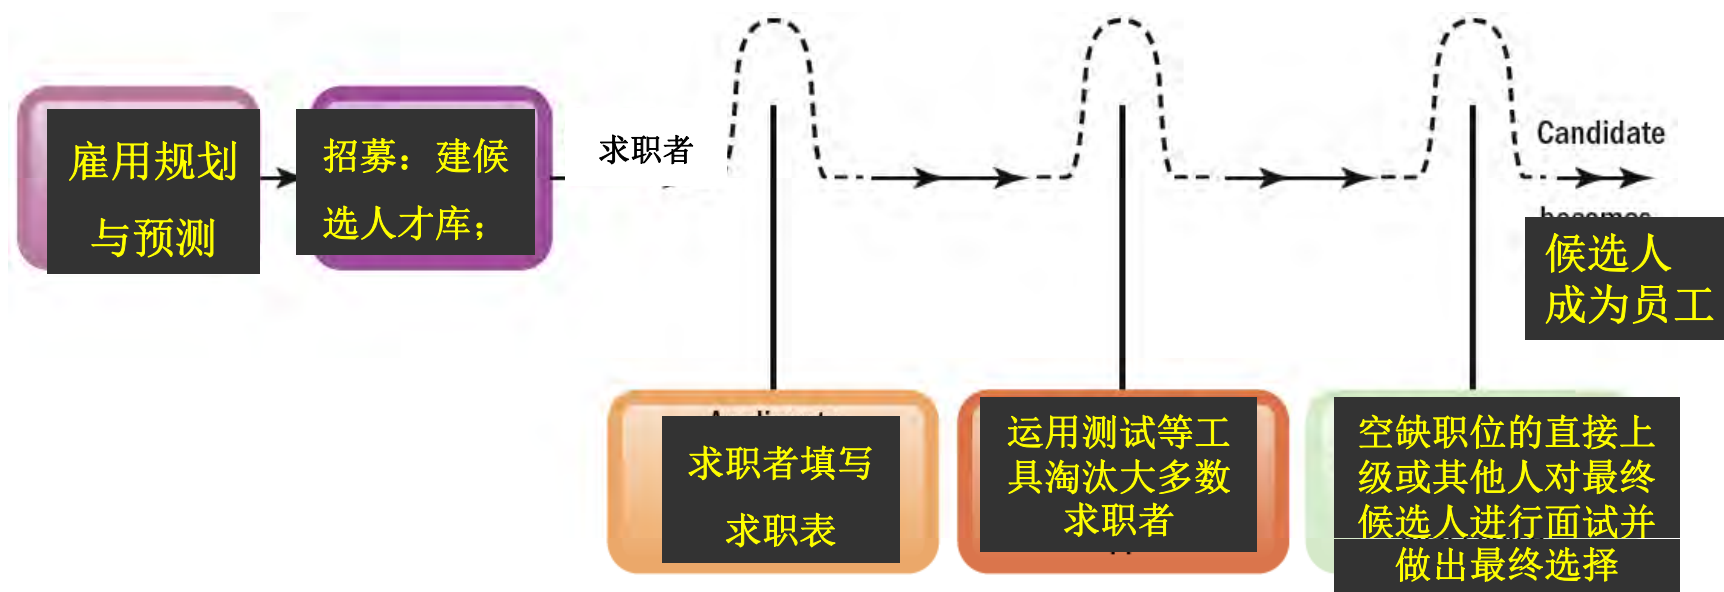 雇用规划
与预测
招募：建候
选人才库；
求职者
Candidate
候选人
成为员工
求职者填写
求职表
运用测试等工
具淘汰大多数
求职者
空缺职位的直接上
级或其他人对最终
候选人进行面试并
做出最终选择